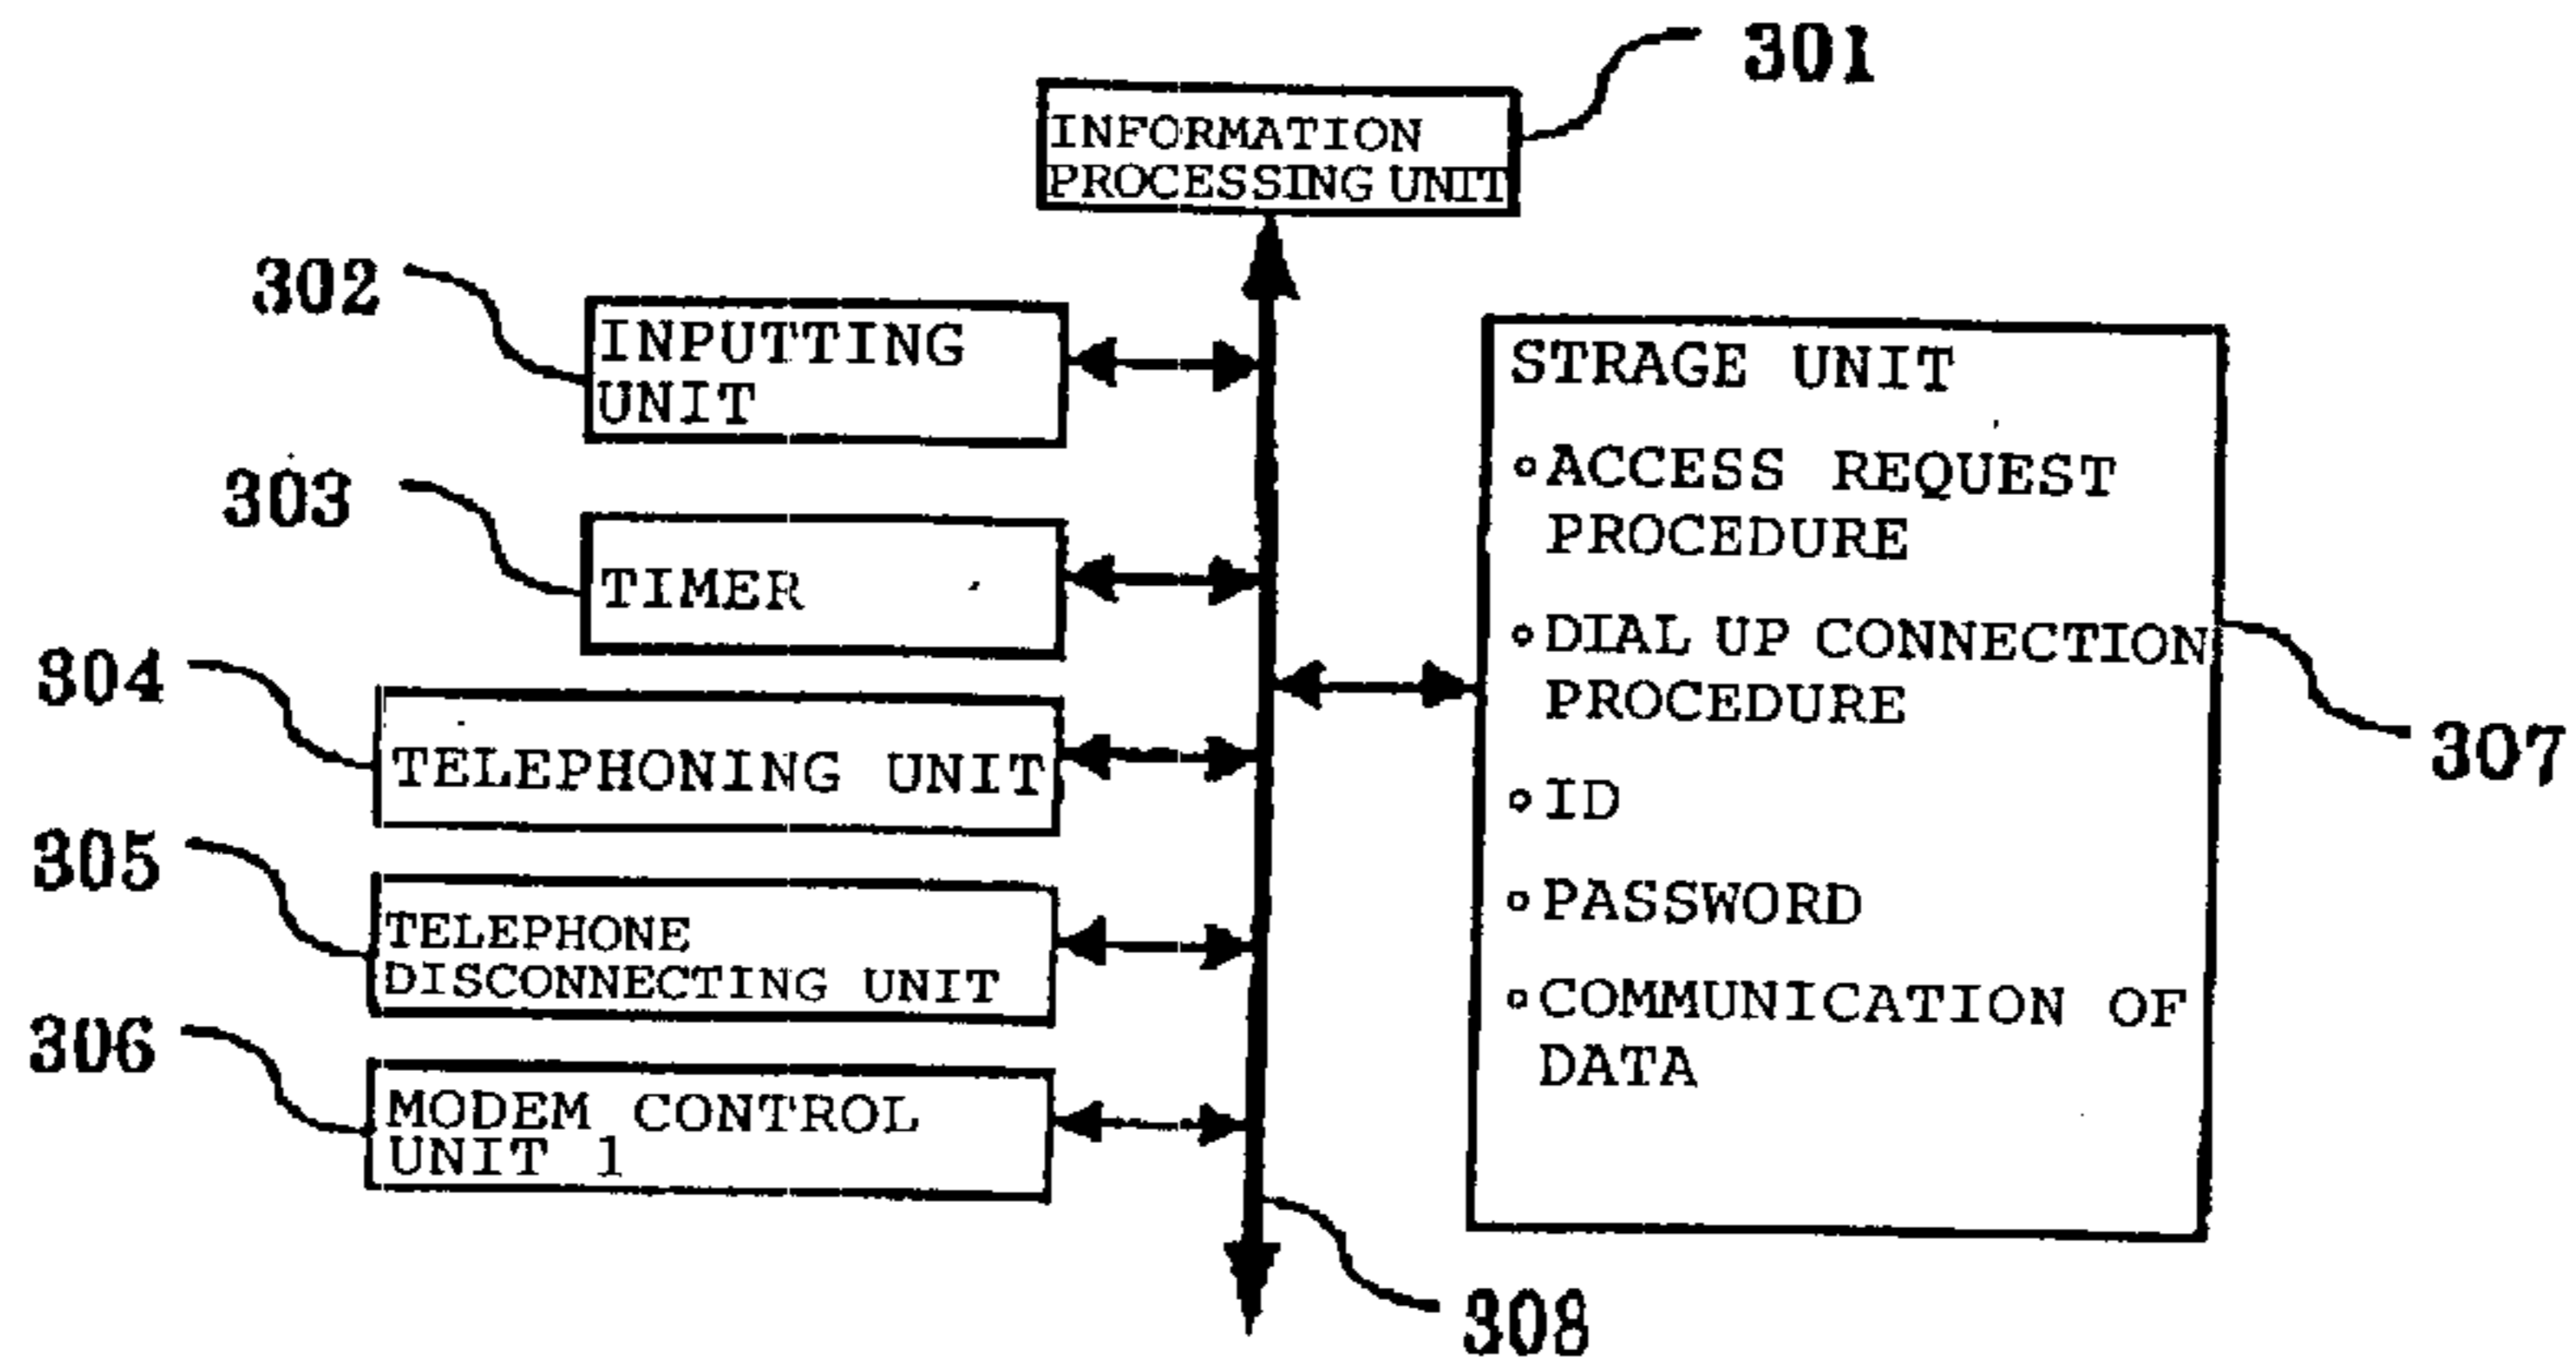 301
INFORMATION
PROCESSING UNIT
302
INPUTTING
UNIT
303
TIMER
304
TELEPHONING UNIT
305
TELEPHONE
DISCONNECTING UNIT
306
MODEM CONTROL
UNIT 1
STRAGE UNIT
∘ACCESS REQUEST
PROCEDURE
∘DIAL UP CONNECTION
PROCEDURE
∘ID
∘PASSWORD
∘COMMUNICATION OF
DATA
307
308